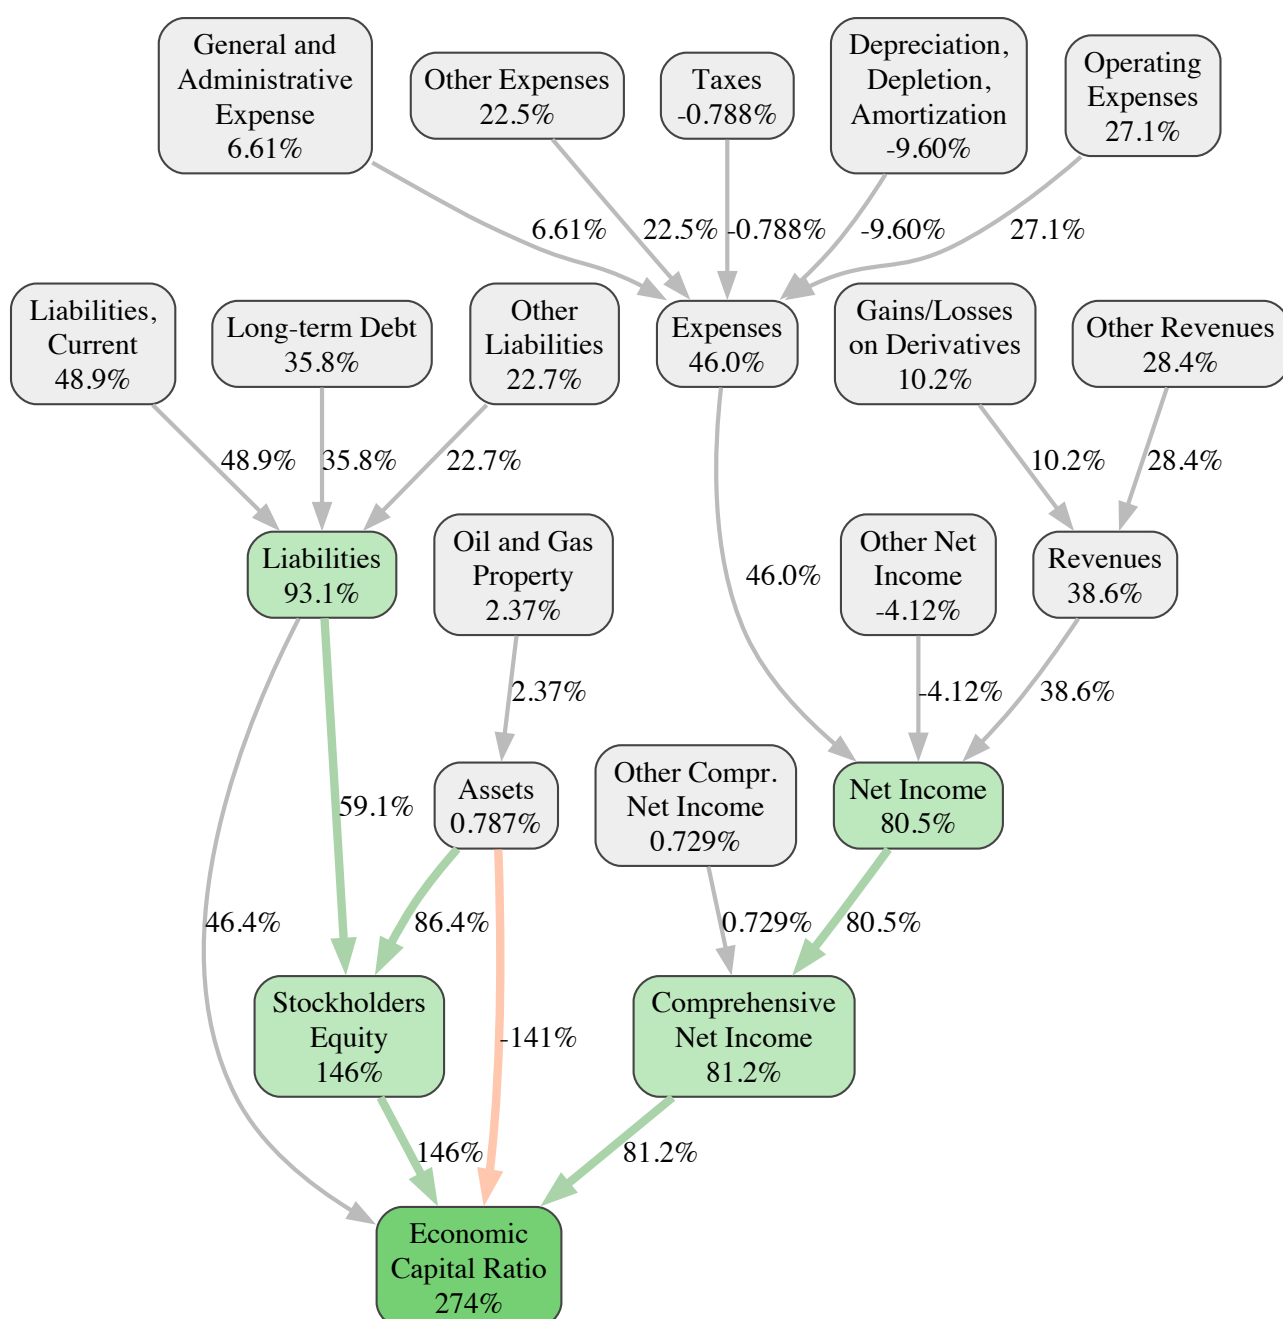 General and
Administrative
Expense
6.61%
Other Expenses
22.5%
Taxes
-0.788%
Depreciation,
Depletion,
Amortization
-9.60%
Operating
Expenses
27.1%
6.61%
22.5%
-0.788%
-9.60%
27.1%
Liabilities,
Current
48.9%
Long-term Debt
35.8%
Other
Liabilities
22.7%
Expenses
46.0%
Gains/Losses
on Derivatives
10.2%
Other Revenues
28.4%
48.9%
35.8%
22.7%
10.2%
28.4%
Liabilities
93.1%
Oil and Gas
Property
2.37%
46.0%
Other Net
Income
-4.12%
Revenues
38.6%
2.37%
-4.12%
38.6%
59.1%
Assets
0.787%
Other Compr.
Net Income
0.729%
Net Income
80.5%
46.4%
86.4%
0.729%
80.5%
Stockholders
Equity
146%
-141%
Comprehensive
Net Income
81.2%
146%
81.2%
Economic
Capital Ratio
274%